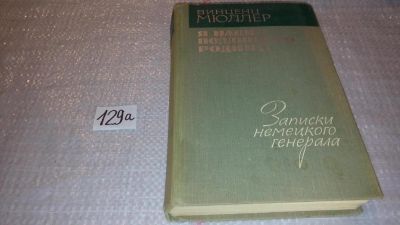 129а
ВИНЦЕНЦ
МЮЛЛЕР
Я НАШЕЛ
РОДИНУ
Записки
немецкого
генерала